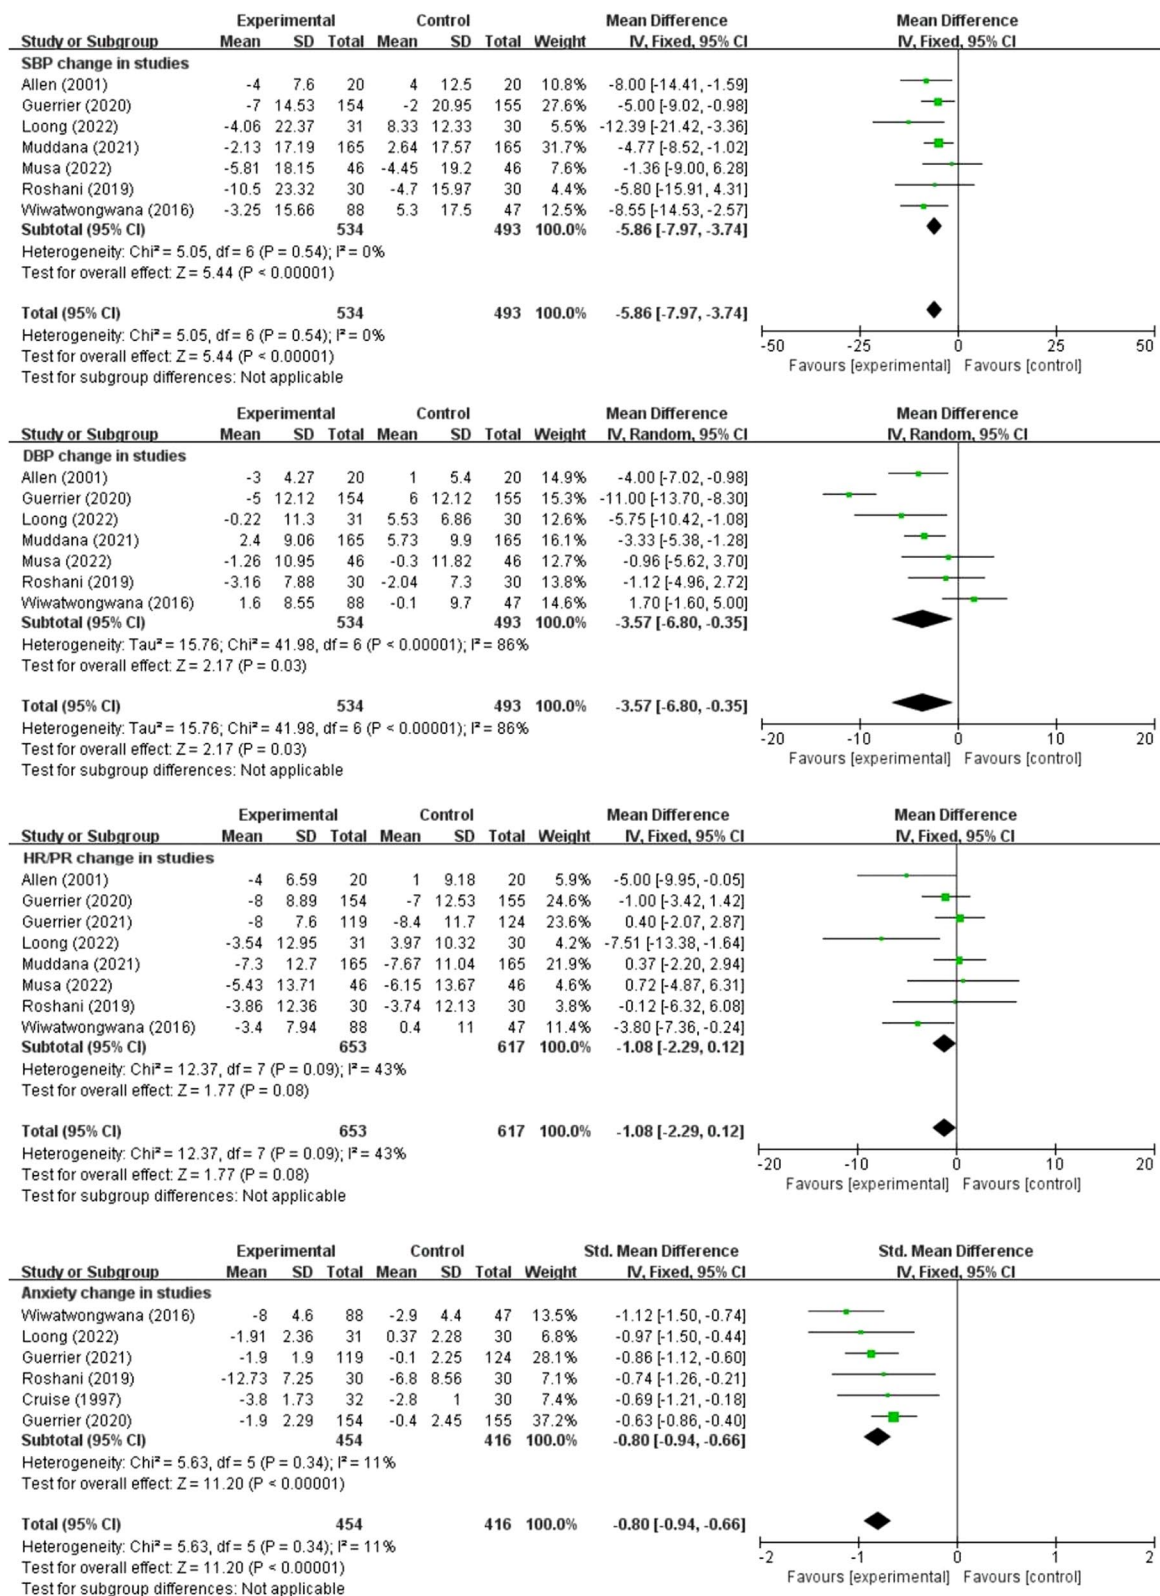 Experimental Control Mean Difference Mean Difference
Study or Subgroup Mean SD Total Mean SD Total Weight IV, Fixed, 95% CI IV, Fixed, 95% CI
SBP change in studies
Allen (2001) -4 7.6 20 4 12.5 20 10.8% -8.00 [-14.41, -1.59]
Guerrier (2020) -7 14.53 154 -2 20.95 155 27.6% -5.00 [-9.02, -0.98]
Loong (2022) -4.06 22.37 31 8.33 12.33 30 5.5% -12.39 [-21.42, -3.36]
Muddana (2021) -2.13 17.19 165 2.64 17.57 165 31.7% -4.77 [-8.52, -1.02]
Musa (2022) -5.81 18.15 46 -4.45 19.2 46 7.6% -1.36 [-9.00, 6.28]
Roshani (2019) -10.5 23.32 30 -4.7 15.97 30 4.4% -5.80 [-15.91, 4.31]
Wiwatwongwana (2016) -3.25 15.66 88 5.3 17.5 47 12.5% -8.55 [-14.53, -2.57]
Subtotal (95% CI) 534 493 100.0% -5.86 [-7.97, -3.74]
Heterogeneity: Chi² = 5.05, df = 6 (P = 0.54); I² = 0%
Test for overall effect: Z = 5.44 (P < 0.00001)
Total (95% CI) 534 493 100.0% -5.86 [-7.97, -3.74]
Heterogeneity: Chi² = 5.05, df = 6 (P = 0.54); I² = 0%
Test for overall effect: Z = 5.44 (P < 0.00001)
Test for subgroup differences: Not applicable
-50 -25 0 25 50
Favours [experimental] Favours [control]
Experimental Control Mean Difference Mean Difference
Study or Subgroup Mean SD Total Mean SD Total Weight IV, Random, 95% CI IV, Random, 95% CI
DBP change in studies
Allen (2001) -3 4.27 20 1 5.4 20 14.9% -4.00 [-7.02, -0.98]
Guerrier (2020) -5 12.12 154 6 12.12 155 15.3% -11.00 [-13.70, -8.30]
Loong (2022) -0.22 11.3 31 5.53 6.86 30 12.6% -5.75 [-10.42, -1.08]
Muddana (2021) 2.4 9.06 165 5.73 9.9 165 16.1% -3.33 [-5.38, -1.28]
Musa (2022) -1.26 10.95 46 -0.3 11.82 46 12.7% -0.96 [-5.62, 3.70]
Roshani (2019) -3.16 7.88 30 -2.04 7.3 30 13.8% -1.12 [-4.96, 2.72]
Wiwatwongwana (2016) 1.6 8.55 88 -0.1 9.7 47 14.6% 1.70 [-1.60, 5.00]
Subtotal (95% CI) 534 493 100.0% -3.57 [-6.80, -0.35]
Heterogeneity: Tau² = 15.76; Chi² = 41.98, df = 6 (P < 0.00001); I² = 86%
Test for overall effect: Z = 2.17 (P = 0.03)
Total (95% CI) 534 493 100.0% -3.57 [-6.80, -0.35]
Heterogeneity: Tau² = 15.76; Chi² = 41.98, df = 6 (P < 0.00001); I² = 86%
Test for overall effect: Z = 2.17 (P = 0.03)
Test for subgroup differences: Not applicable
-20 -10 0 10 20
Favours [experimental] Favours [control]
Experimental Control Mean Difference Mean Difference
Study or Subgroup Mean SD Total Mean SD Total Weight IV, Fixed, 95% CI IV, Fixed, 95% CI
HR/PR change in studies
Allen (2001) -4 6.59 20 1 9.18 20 5.9% -5.00 [-9.95, -0.05]
Guerrier (2020) -8 8.89 154 -7 12.53 155 24.6% -1.00 [-3.42, 1.42]
Guerrier (2021) -8 7.6 119 -8.4 11.7 124 23.6% 0.40 [-2.07, 2.87]
Loong (2022) -3.54 12.95 31 3.97 10.32 30 4.2% -7.51 [-13.38, -1.64]
Muddana (2021) -7.3 12.7 165 -7.67 11.04 165 21.9% 0.37 [-2.20, 2.94]
Musa (2022) -5.43 13.71 46 -6.15 13.67 46 4.6% 0.72 [-4.87, 6.31]
Roshani (2019) -3.86 12.36 30 -3.74 12.13 30 3.8% -0.12 [-6.32, 6.08]
Wiwatwongwana (2016) -3.4 7.94 88 0.4 11 47 11.4% -3.80 [-7.36, -0.24]
Subtotal (95% CI) 653 617 100.0% -1.08 [-2.29, 0.12]
Heterogeneity: Chi² = 12.37, df = 7 (P = 0.09); I² = 43%
Test for overall effect: Z = 1.77 (P = 0.08)
Total (95% CI) 653 617 100.0% -1.08 [-2.29, 0.12]
Heterogeneity: Chi² = 12.37, df = 7 (P = 0.09); I² = 43%
Test for overall effect: Z = 1.77 (P = 0.08)
Test for subgroup differences: Not applicable
-20 -10 0 10 20
Favours [experimental] Favours [control]
Experimental Control Std. Mean Difference Std. Mean Difference
Study or Subgroup Mean SD Total Mean SD Total Weight IV, Fixed, 95% CI IV, Fixed, 95% CI
Anxiety change in studies
Wiwatwongwana (2016) -8 4.6 88 -2.9 4.4 47 13.5% -1.12 [-1.50, -0.74]
Loong (2022) -1.91 2.36 31 0.37 2.28 30 6.8% -0.97 [-1.50, -0.44]
Guerrier (2021) -1.9 1.9 119 -0.1 2.25 124 28.1% -0.86 [-1.12, -0.60]
Roshani (2019) -12.73 7.25 30 -6.8 8.56 30 7.1% -0.74 [-1.26, -0.21]
Cruise (1997) -3.8 1.73 32 -2.8 1 30 7.4% -0.69 [-1.21, -0.18]
Guerrier (2020) -1.9 2.29 154 -0.4 2.45 155 37.2% -0.63 [-0.86, -0.40]
Subtotal (95% CI) 454 416 100.0% -0.80 [-0.94, -0.66]
Heterogeneity: Chi² = 5.63, df = 5 (P = 0.34); I² = 11%
Test for overall effect: Z = 11.20 (P < 0.00001)
Total (95% CI) 454 416 100.0% -0.80 [-0.94, -0.66]
Heterogeneity: Chi² = 5.63, df = 5 (P = 0.34); I² = 11%
Test for overall effect: Z = 11.20 (P < 0.00001)
Test for subgroup differences: Not applicable
-2 -1 0 1 2
Favours [experimental] Favours [control]